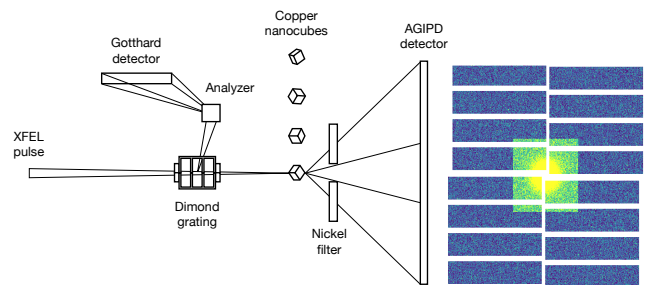 Copper
nanocubes
AGIPD
detector
Gotthard
detector
Analyzer
XFEL
pulse
Dimond
grating
Nickel
filter